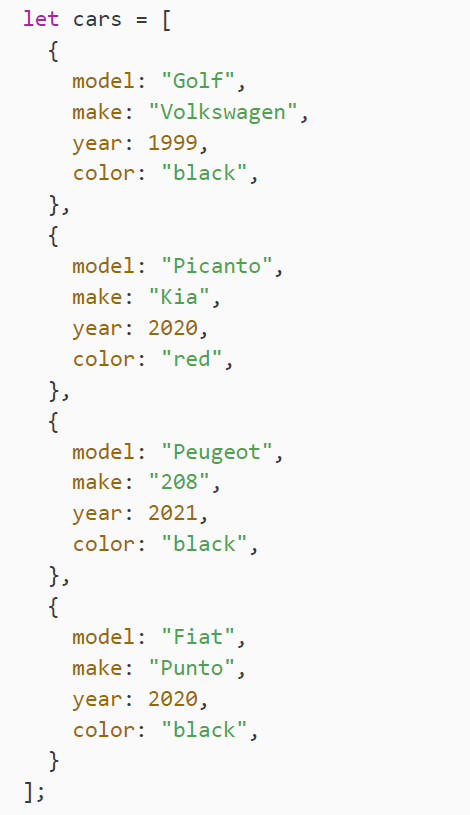 let cars = [
  {
    model: "Golf",
    make: "Volkswagen",
    year: 1999,
    color: "black",
  },
  {
    model: "Picanto",
    make: "Kia",
    year: 2020,
    color: "red",
  },
  {
    model: "Peugeot",
    make: "208",
    year: 2021,
    color: "black",
  },
  {
    model: "Fiat",
    make: "Punto",
    year: 2020,
    color: "black",
  }
];